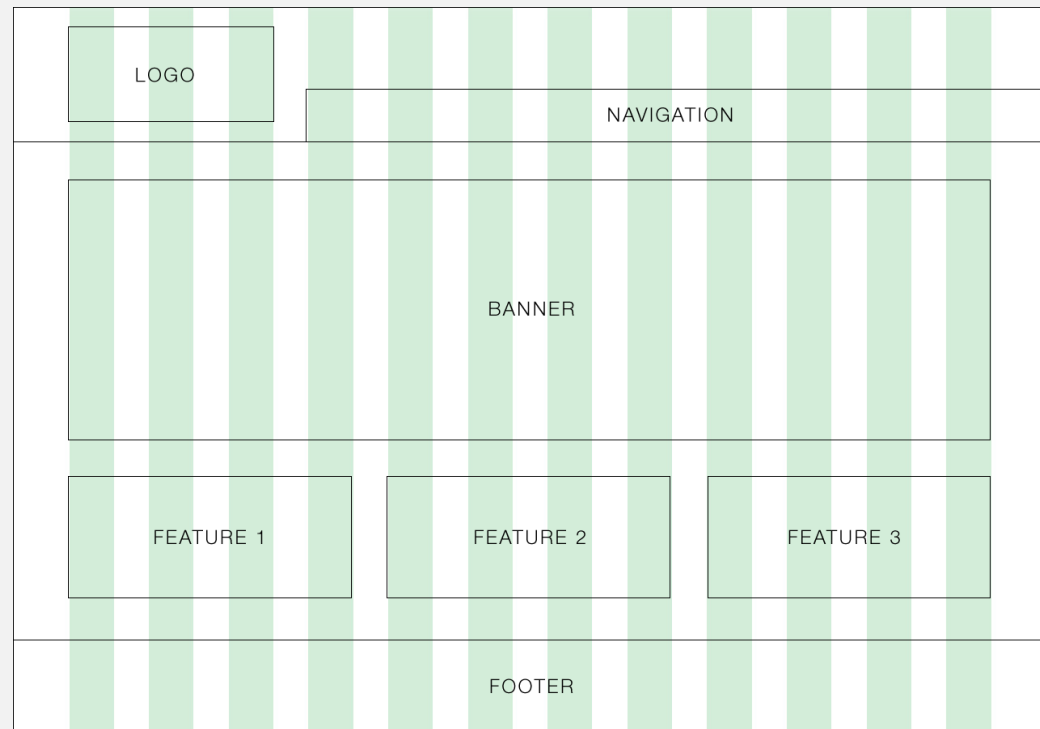 LOGO
NAVIGATION
BANNER
FEATURE 1
FEATURE 2
FEATURE 3
FOOTER